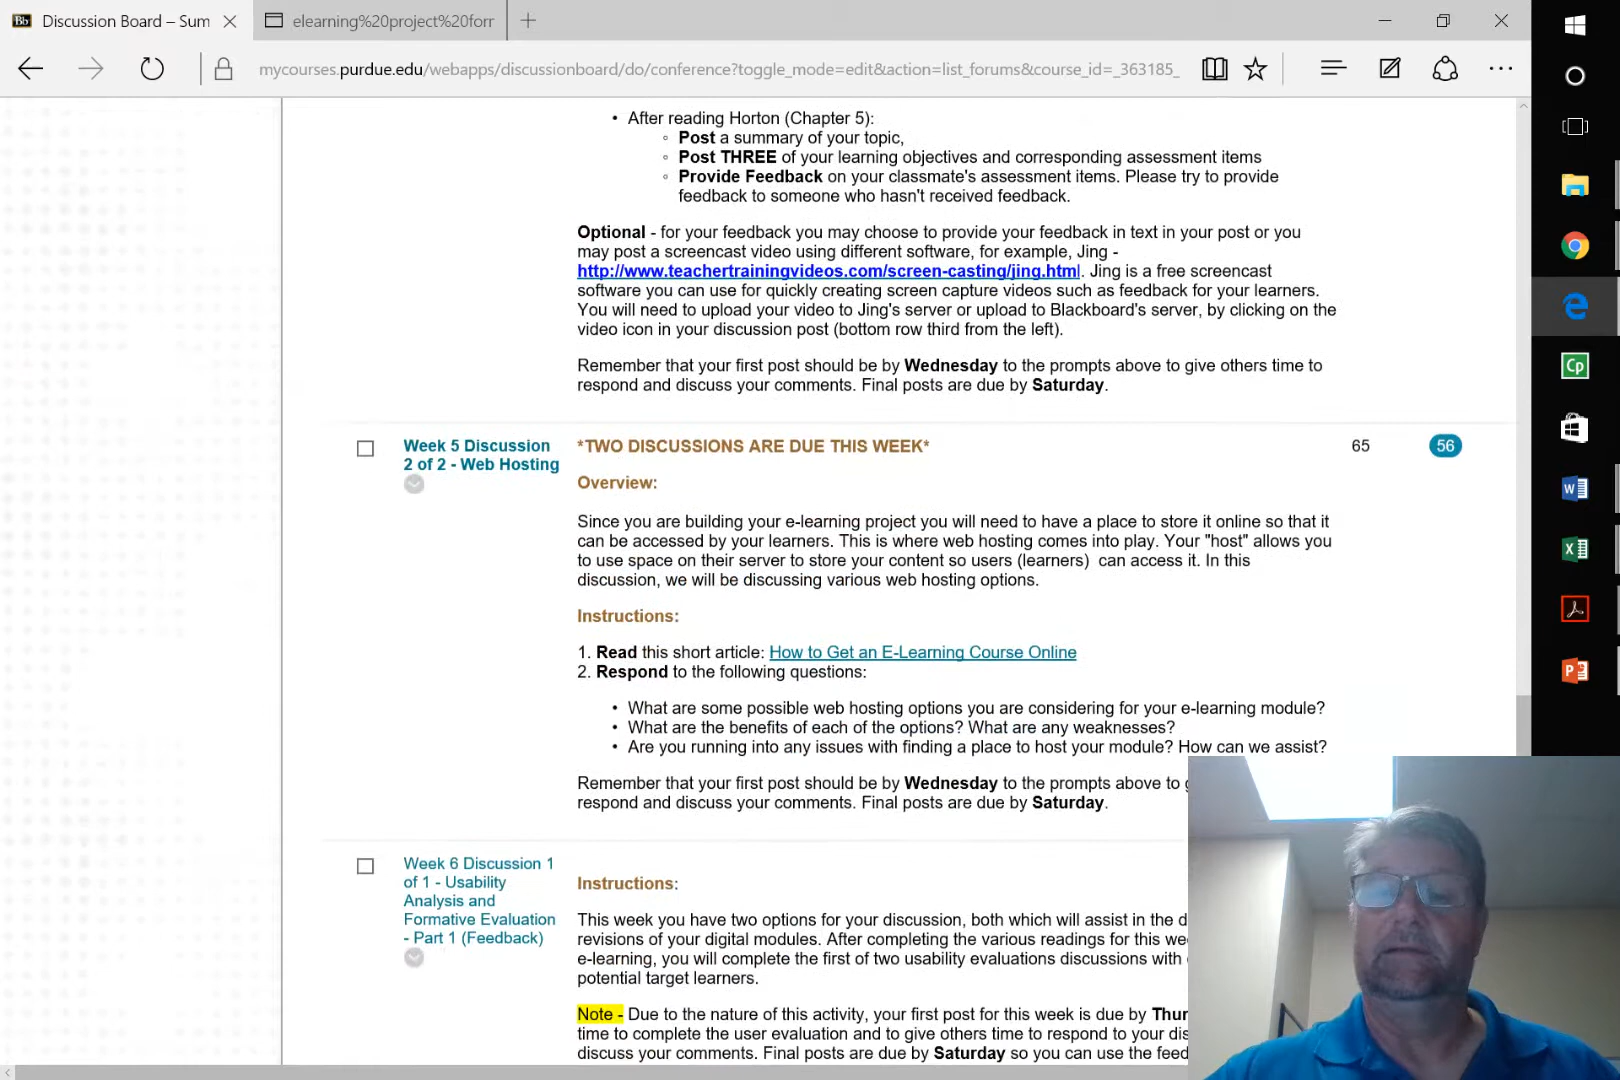 Discussion Board – Sum
elearning%20project%20forr
mycourses.purdue.edu/webapps/discussionboard/do/conference?toggle_mode=edit&action=list_forums&course_id=_363185_
• After reading Horton (Chapter 5):
◦ Post a summary of your topic,
◦ Post THREE of your learning objectives and corresponding assessment items
◦ Provide Feedback on your classmate's assessment items. Please try to provide
feedback to someone who hasn't received feedback.
Optional - for your feedback you may choose to provide your feedback in text in your post or you
may post a screencast video using different software, for example, Jing -
http://www.teachertrainingvideos.com/screen-casting/jing.html. Jing is a free screencast
software you can use for quickly creating screen capture videos such as feedback for your learners.
You will need to upload your video to Jing's server or upload to Blackboard's server, by clicking on the
video icon in your discussion post (bottom row third from the left).
Remember that your first post should be by Wednesday to the prompts above to give others time to
respond and discuss your comments. Final posts are due by Saturday.
Week 5 Discussion
2 of 2 - Web Hosting
*TWO DISCUSSIONS ARE DUE THIS WEEK*
65
56
Overview:
Since you are building your e-learning project you will need to have a place to store it online so that it
can be accessed by your learners. This is where web hosting comes into play. Your "host" allows you
to use space on their server to store your content so users (learners)  can access it. In this
discussion, we will be discussing various web hosting options.
Instructions:
1. Read this short article: How to Get an E-Learning Course Online
2. Respond to the following questions:
• What are some possible web hosting options you are considering for your e-learning module?
• What are the benefits of each of the options? What are any weaknesses?
• Are you running into any issues with finding a place to host your module? How can we assist?
Remember that your first post should be by Wednesday to the prompts above to g
respond and discuss your comments. Final posts are due by Saturday.
Week 6 Discussion 1
of 1 - Usability
Analysis and
Formative Evaluation
- Part 1 (Feedback)
Instructions:
This week you have two options for your discussion, both which will assist in the d
revisions of your digital modules. After completing the various readings for this we
e-learning, you will complete the first of two usability evaluations discussions with
potential target learners.
Note - Due to the nature of this activity, your first post for this week is due by Thur
time to complete the user evaluation and to give others time to respond to your dis
discuss your comments. Final posts are due by Saturday so you can use the feed